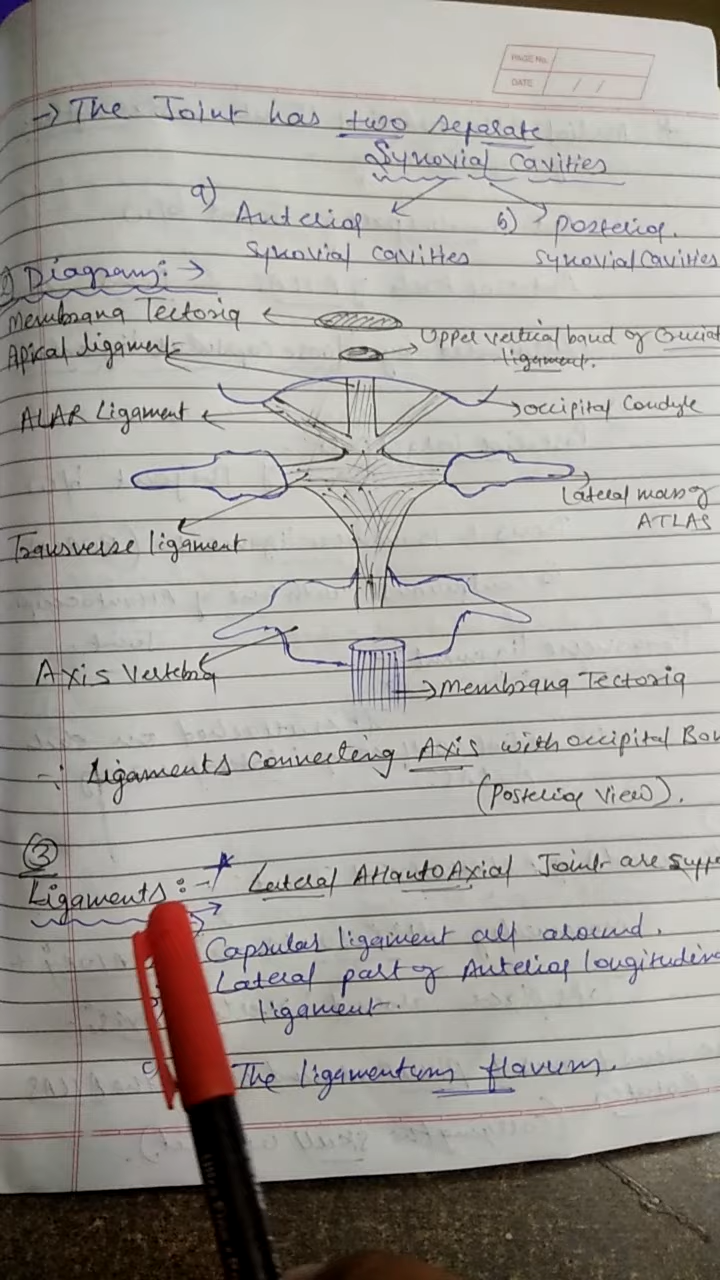 PAGE No.
DATE / /
→ The Joint has two separate
Synovial cavities
a) Anterior b) Posterior.
synovial cavities synovial cavities
Diagram: →
Membrana Tectoria
Upper vertical band of Cruciat
Apical ligament
ligament.
ALAR Ligament
occipital Condyle
Lateral mass of
ATLAS
Transverse ligament
Axis Vertebra
Membrana Tectoria
-: Ligaments Connecting Axis with occipital Bon
(Posterior View).
③
Ligaments :- * Lateral AtlantoAxial Joint are supp
Capsular ligament all around.
Lateral part of Anterior longitudin
ligament.
c) The ligamentum flavum.